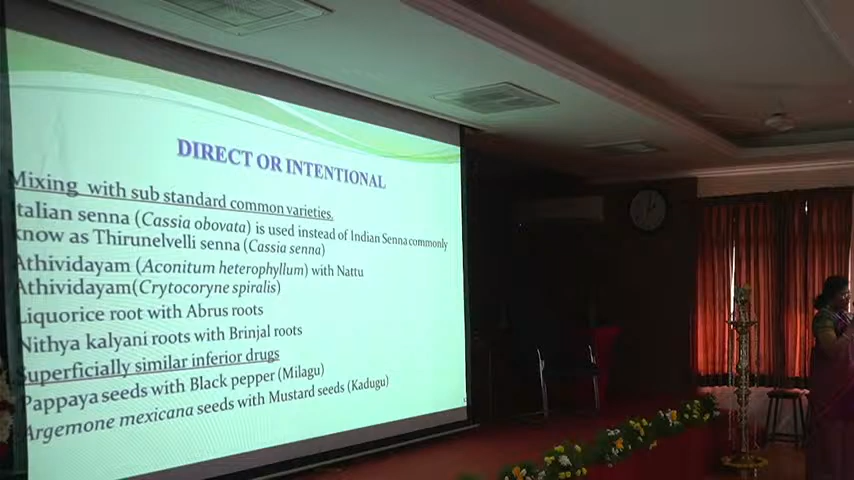 DIRECT OR INTENTIONAL
Mixing with sub standard common varieties.
Italian senna (Cassia obovata) is used instead of Indian Senna commonly
know as Thirunelvelli senna (Cassia senna)
Athividayam (Aconitum heterophyllum) with Nattu
Athividayam(Crytocoryne spiralis)
Liquorice root with Abrus roots
Nithya kalyani roots with Brinjal roots
Superficially similar inferior drugs
Pappaya seeds with Black pepper (Milagu)
Argemone mexicana seeds with Mustard seeds (Kadugu)